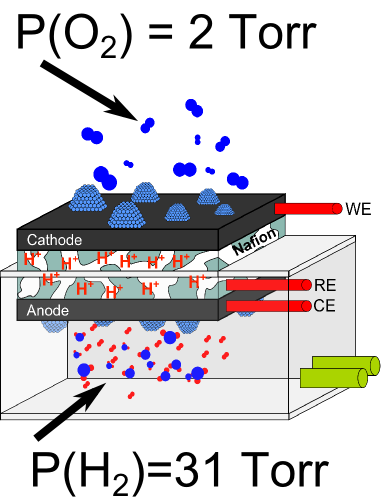 P(O₂) = 2 Torr
WE
Cathode
Nafion
H⁺ H⁺ H⁺ H⁺ H⁺ H⁺
H⁺ H⁺ H⁺ H⁺ H⁺
RE
Anode
CE
P(H₂)=31 Torr